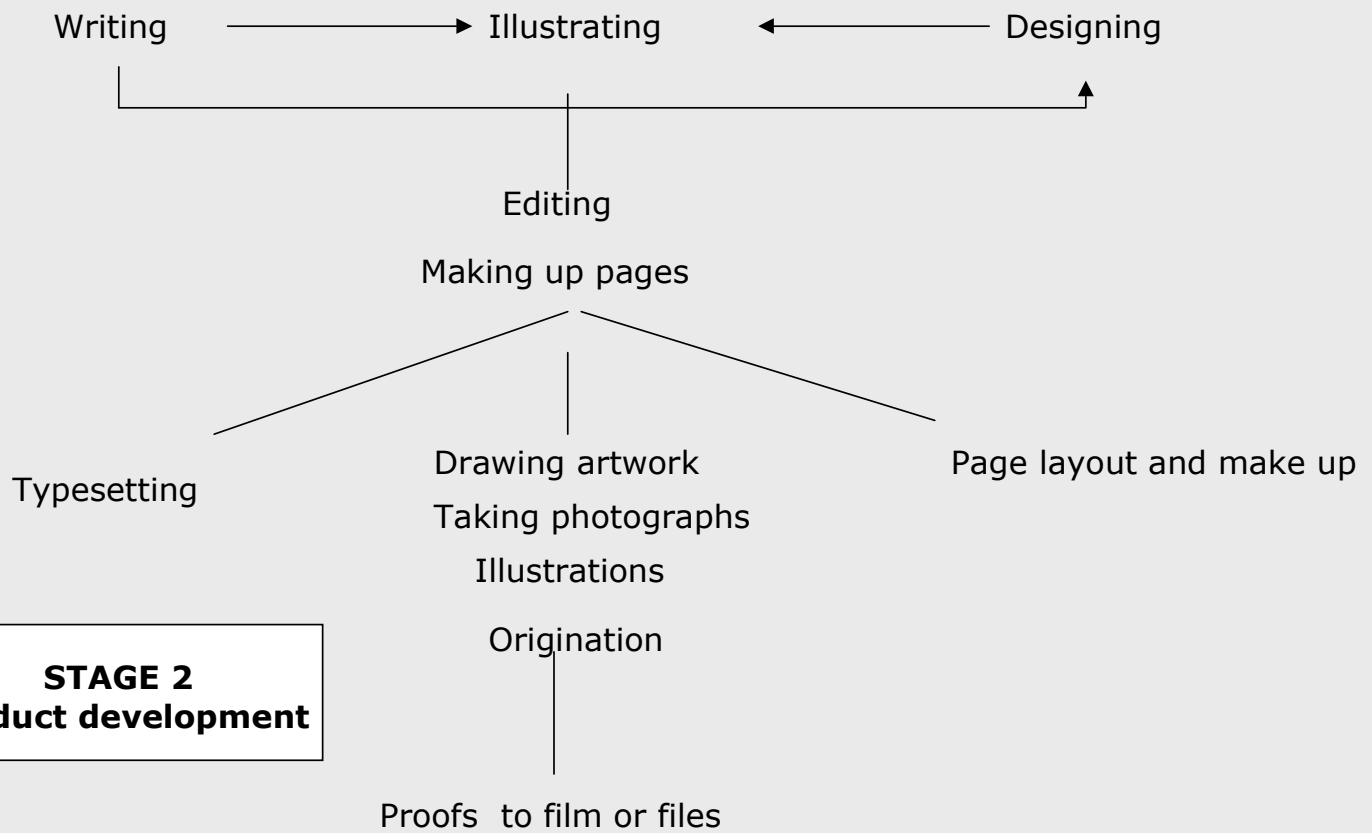 Writing
Illustrating
Designing
Editing
Making up pages
Typesetting
Drawing artwork
Taking photographs
Illustrations
Origination
Page layout and make up
STAGE 2
duct development
Proofs to film or files